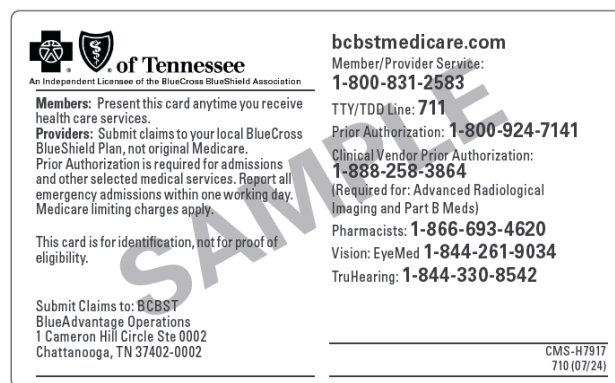 of Tennessee
An Independent Licensee of the BlueCross BlueShield Association
Members: Present this card anytime you receive
health care services.
Providers: Submit claims to your local BlueCross
BlueShield Plan, not original Medicare.
Prior Authorization is required for admissions
and other selected medical services. Report all
emergency admissions within one working day.
Medicare limiting charges apply.
This card is for identification, not for proof of
eligibility.
Submit Claims to: BCBST
BlueAdvantage Operations
1 Cameron Hill Circle Ste 0002
Chattanooga, TN 37402-0002
bcbstmedicare.com
Member/Provider Service:
1-800-831-2583
TTY/TDD Line: 711
Prior Authorization: 1-800-924-7141
Clinical Vendor Prior Authorization:
1-888-258-3864
(Required for: Advanced Radiological
Imaging and Part B Meds)
Pharmacists: 1-866-693-4620
Vision: EyeMed 1-844-261-9034
TruHearing: 1-844-330-8542
CMS-H7917
710 (07/24)
SAMPLE